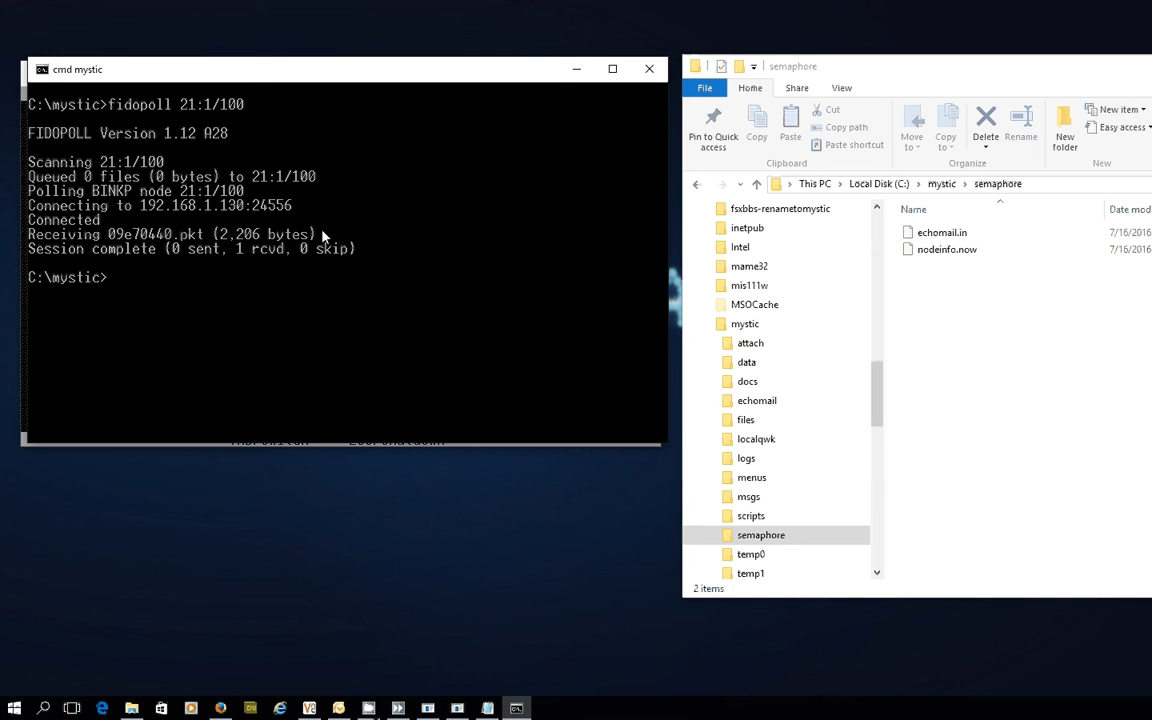 cmd mystic
C:\mystic>fidopoll 21:1/100
FIDOPOLL Version 1.12 A28
Scanning 21:1/100
Queued 0 files (0 bytes) to 21:1/100
Polling BINKP node 21:1/100
Connecting to 192.168.1.130:24556
Connected
Receiving 09e70440.pkt (2,206 bytes)
Session complete (0 sent, 1 rcvd, 0 skip)
C:\mystic>
semaphore
File Home Share View
Pin to Quick access
Copy
Paste
Cut
Copy path
Paste shortcut
Clipboard
Move to
Copy to
Delete
Rename
Organize
New folder
New item
Easy access
New
This PC > Local Disk (C:) > mystic > semaphore
fsxbbs-renametomystic
inetpub
Intel
mame32
mis111w
MSOCache
mystic
attach
data
docs
echomail
files
localqwk
logs
menus
msgs
scripts
semaphore
temp0
temp1
Name Date mod
echomail.in 7/16/2016
nodeinfo.now 7/16/2016
2 items